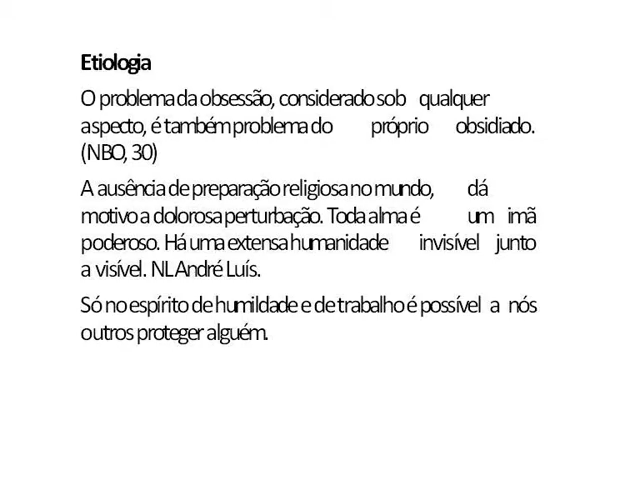 Etiologia
O problema da obsessão, considerado sob qualquer
aspecto, é também problema do próprio obsidiado.
(NBO, 30)
A ausência de preparação religiosa no mundo, dá
motivo a dolorosa perturbação. Toda alma é um imã
poderoso. Há uma extensa humanidade invisível junto
a visível. NL André Luís.
Só no espírito de humildade e de trabalho é possível a nós
outros proteger alguém.